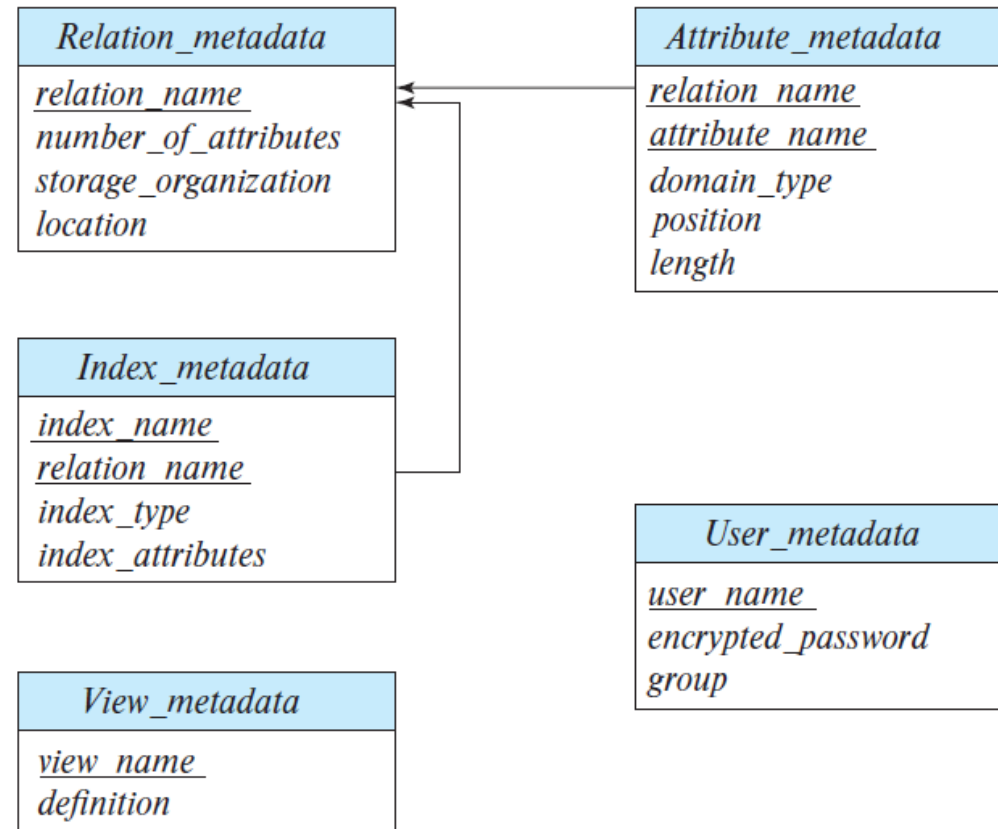 Relation_metadata
relation_name
number_of_attributes
storage_organization
location
Attribute_metadata
relation_name
attribute_name
domain_type
position
length
Index_metadata
index_name
relation_name
index_type
index_attributes
User_metadata
user_name
encrypted_password
group
View_metadata
view_name
definition